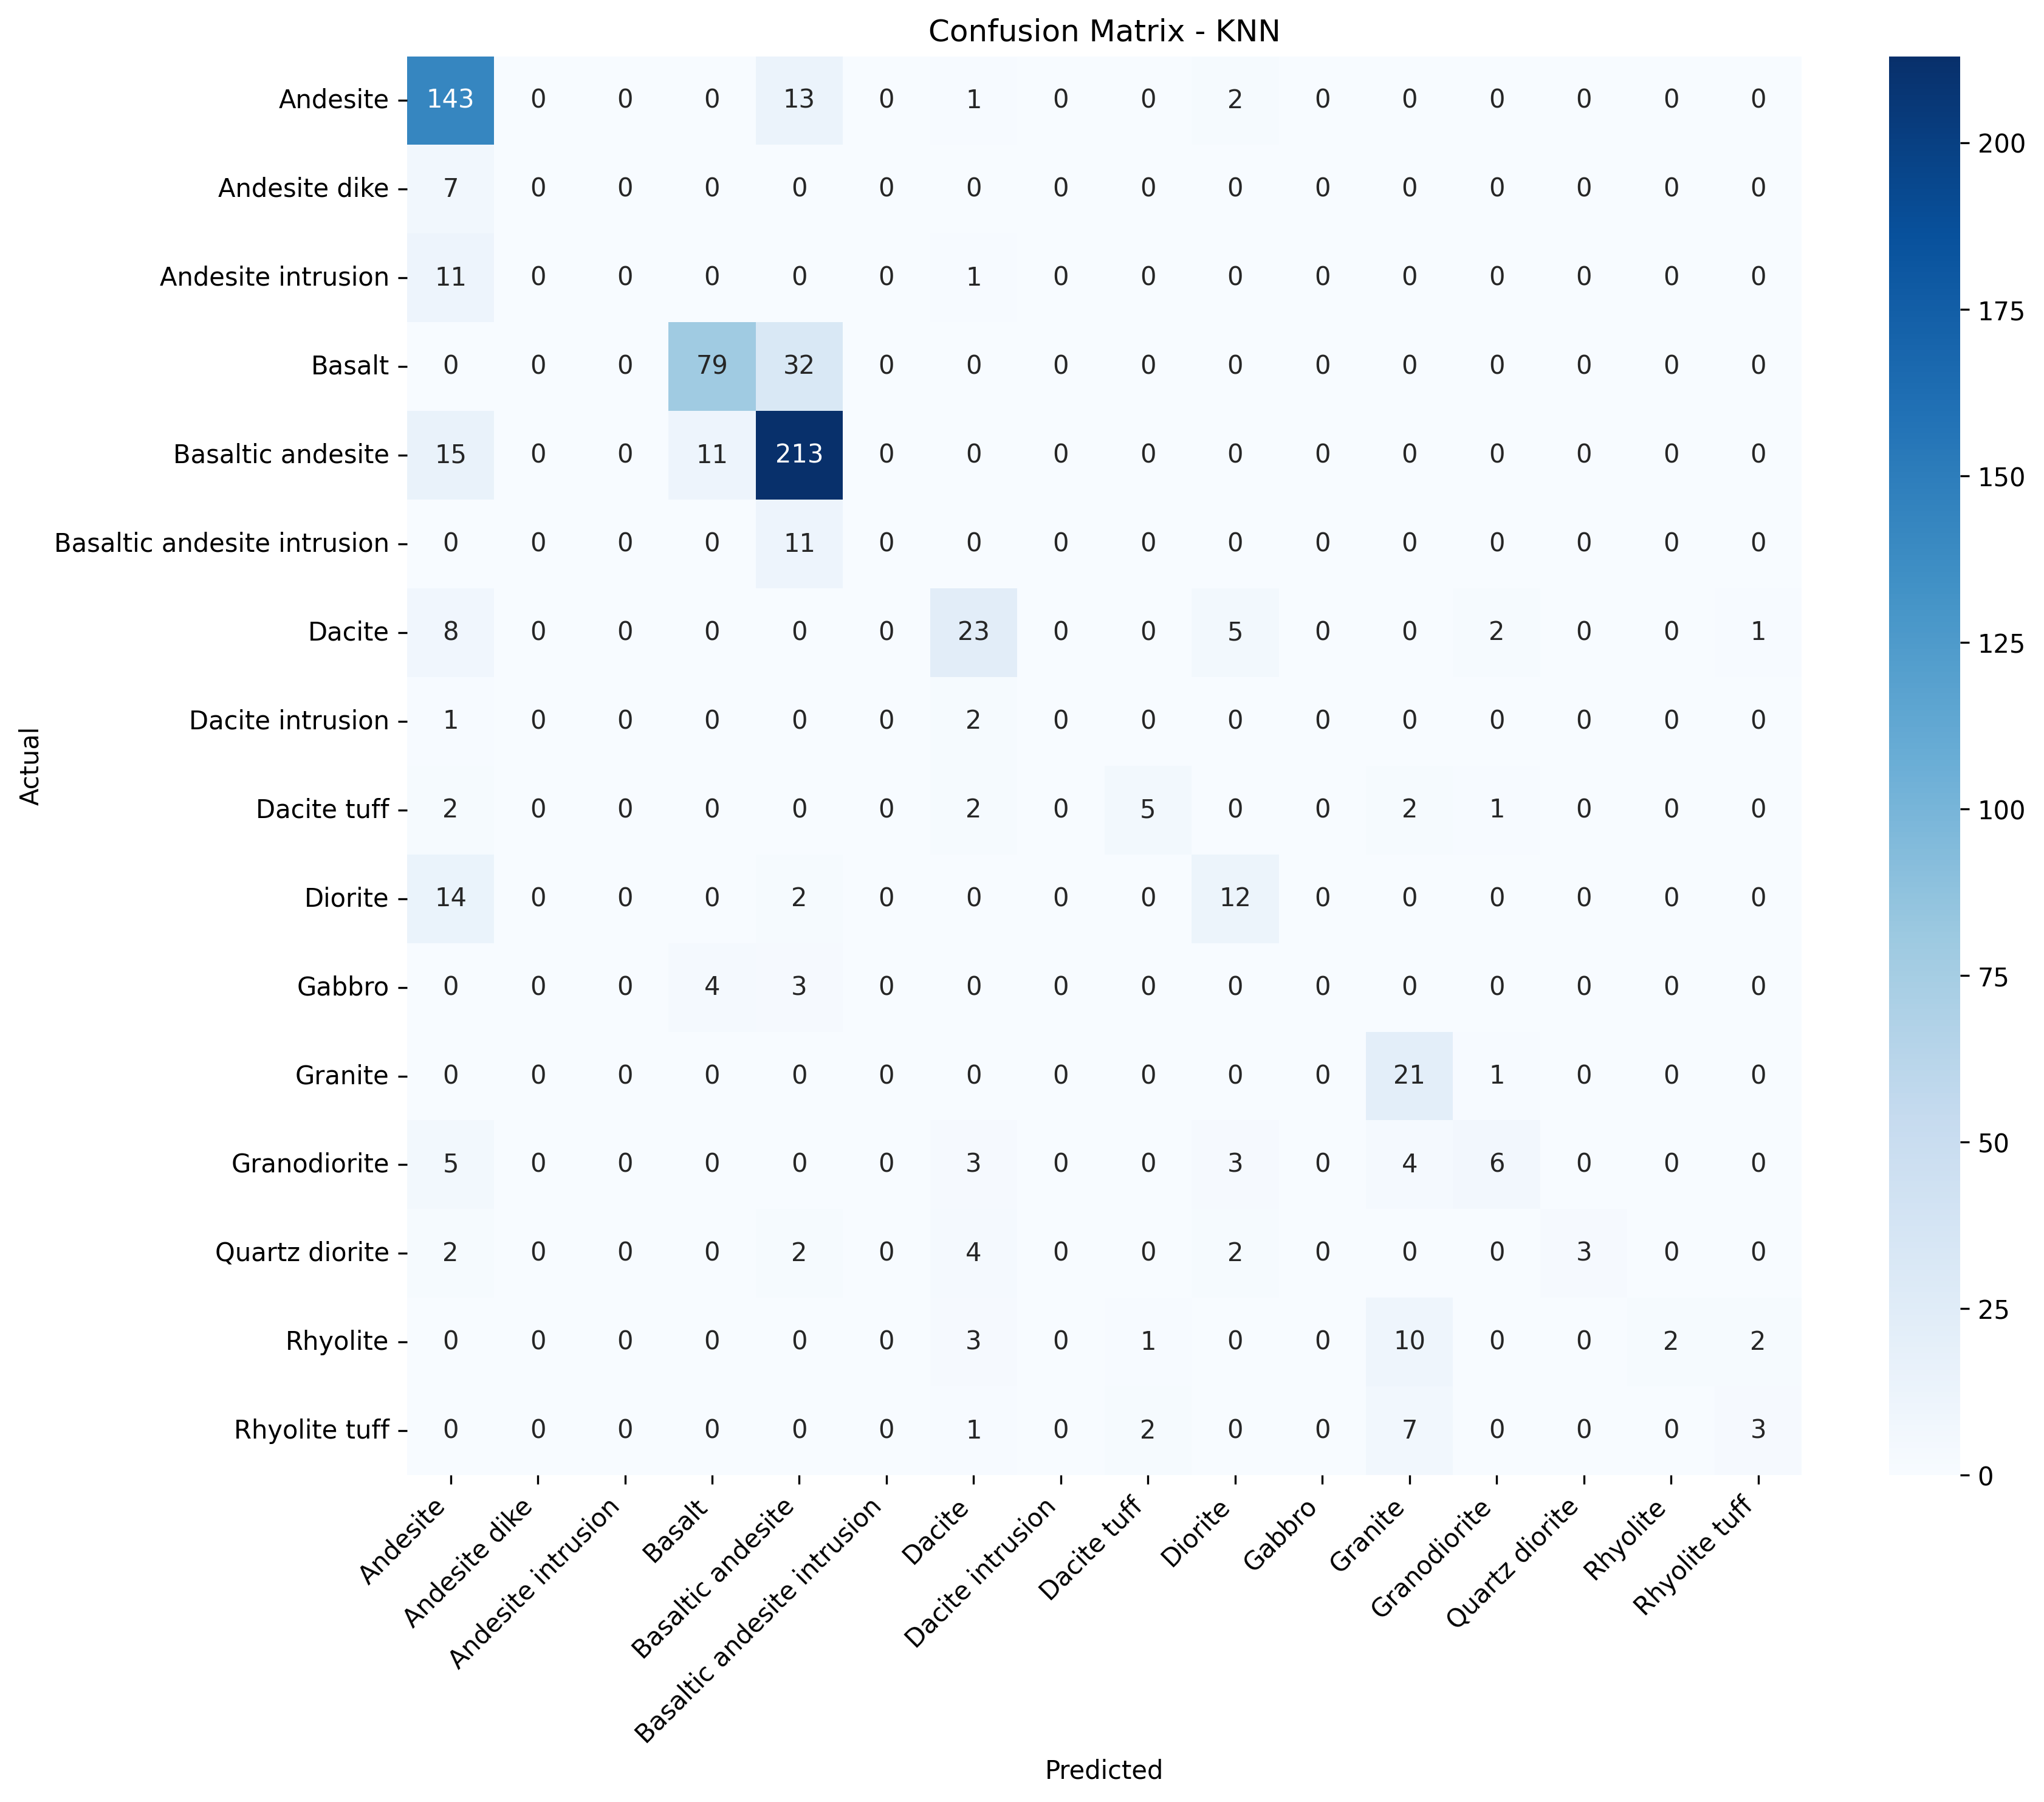 Confusion Matrix - KNN
Andesite 143 0 0 0 13 0 1 0 0 2 0 0 0 0 0 0
Andesite dike 7 0 0 0 0 0 0 0 0 0 0 0 0 0 0 0
Andesite intrusion 11 0 0 0 0 0 1 0 0 0 0 0 0 0 0 0
Basalt 0 0 0 79 32 0 0 0 0 0 0 0 0 0 0 0
Basaltic andesite 15 0 0 11 213 0 0 0 0 0 0 0 0 0 0 0
Basaltic andesite intrusion 0 0 0 0 11 0 0 0 0 0 0 0 0 0 0 0
Dacite 8 0 0 0 0 0 23 0 0 5 0 0 2 0 0 1
Dacite intrusion 1 0 0 0 0 0 2 0 0 0 0 0 0 0 0 0
Dacite tuff 2 0 0 0 0 0 2 0 5 0 0 2 1 0 0 0
Diorite 14 0 0 0 2 0 0 0 0 12 0 0 0 0 0 0
Gabbro 0 0 0 4 3 0 0 0 0 0 0 0 0 0 0 0
Granite 0 0 0 0 0 0 0 0 0 0 0 21 1 0 0 0
Granodiorite 5 0 0 0 0 0 3 0 0 3 0 4 6 0 0 0
Quartz diorite 2 0 0 0 2 0 4 0 0 2 0 0 0 3 0 0
Rhyolite 0 0 0 0 0 0 3 0 1 0 0 10 0 0 2 2
Rhyolite tuff 0 0 0 0 0 0 1 0 2 0 0 7 0 0 0 3
Actual
Andesite
Andesite dike
Andesite intrusion
Basalt
Basaltic andesite
Basaltic andesite intrusion
Dacite
Dacite intrusion
Dacite tuff
Diorite
Gabbro
Granite
Granodiorite
Quartz diorite
Rhyolite
Rhyolite tuff
Predicted
200
175
150
125
100
75
50
25
0